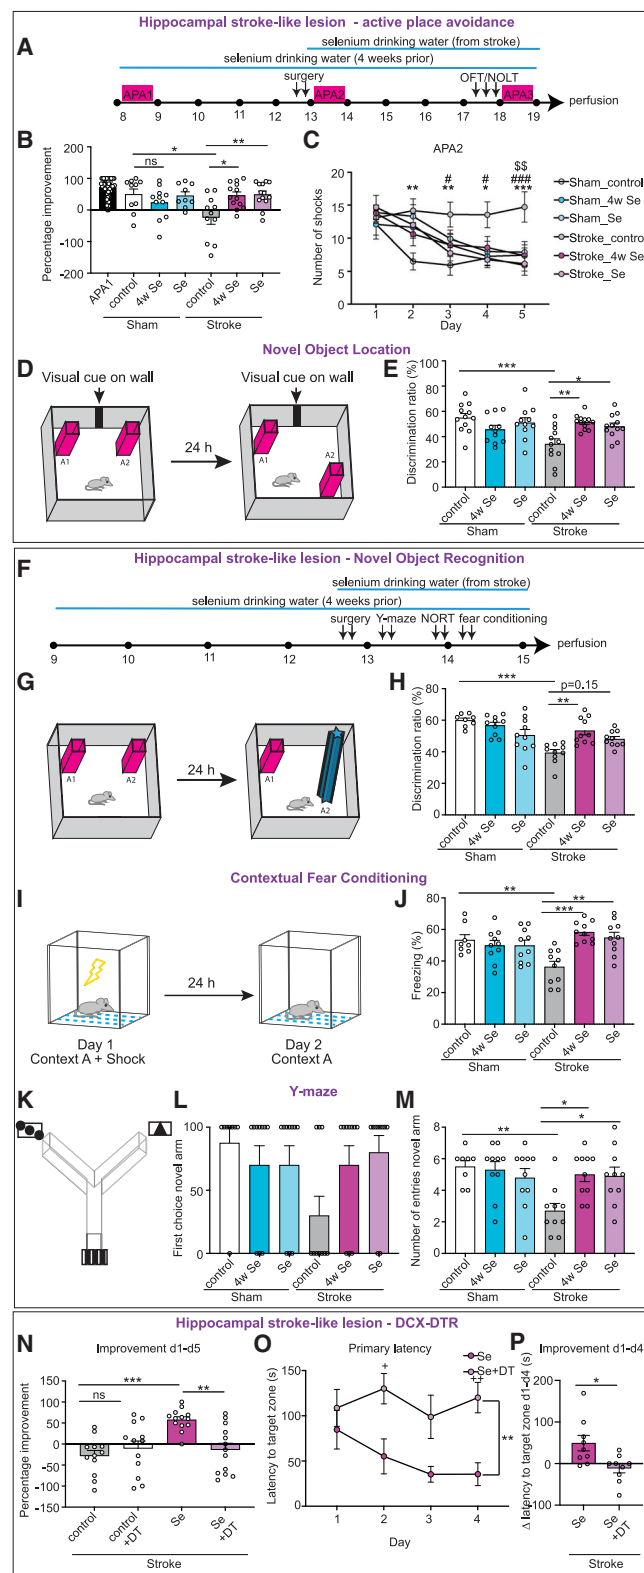 Hippocampal stroke-like lesion - active place avoidance
A
selenium drinking water (from stroke)
selenium drinking water (4 weeks prior)
surgery
OFT/NOLT
APA1
APA2
APA3
perfusion
8 9 10 11 12 13 14 15 16 17 18 19
B
Percentage improvement
* **
ns *
100
0
-100
-200
APA1 control 4w Se Se control 4w Se Se
Sham Stroke
C
APA2
Number of shocks
20
15
10
5
0
** # ** # * $$ ### ***
1 2 3 4 5
Day
Sham_control
Sham_4w Se
Sham_Se
Stroke_control
Stroke_4w Se
Stroke_Se
Novel Object Location
D
Visual cue on wall
Visual cue on wall
A1 A2
24 h
A1 A2
E
Discrimination ratio (%)
*** * **
100
80
60
40
20
0
control 4w Se Se control 4w Se Se
Sham Stroke
Hippocampal stroke-like lesion - Novel Object Recognition
F
selenium drinking water (from stroke)
selenium drinking water (4 weeks prior)
surgery Y-maze NORT fear conditioning
perfusion
9 10 11 12 13 14 15
G
A1 A2
24 h
A1 A2
H
Discrimination ratio (%)
*** p=0.15 **
80
60
40
20
0
control 4w Se Se control 4w Se Se
Sham Stroke
Contextual Fear Conditioning
I
24 h
Day 1
Context A + Shock
Day 2
Context A
J
Freezing (%)
** ** ***
80
60
40
20
0
control 4w Se Se control 4w Se Se
Sham Stroke
Y-maze
K
L
First choice novel arm
100
80
60
40
20
0
control 4w Se Se control 4w Se Se
Sham Stroke
M
Number of entries novel arm
* ** *
8
6
4
2
0
control 4w Se Se control 4w Se Se
Sham Stroke
Hippocampal stroke-like lesion - DCX-DTR
N
Improvement d1-d5
Percentage improvement
*** ns **
150
100
50
0
-50
-100
-150
control control +DT Se Se +DT
Stroke
O
Primary latency
Latency to target zone (s)
150
100
50
0
+ ++ **
1 2 3 4
Day
Se
Se+DT
P
Improvement d1-d4
Δ latency to target zone d1-d4 (s)
*
200
100
0
-100
Se Se +DT
Stroke